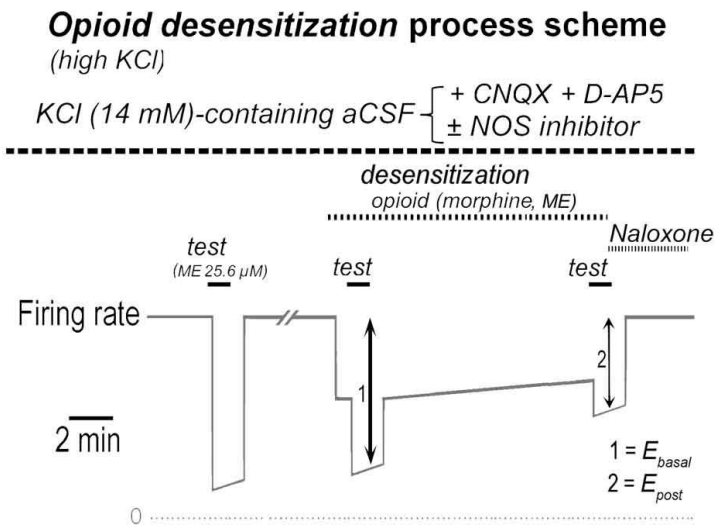 Opioid desensitization process scheme
(high KCl)
KCl (14 mM)-containing aCSF
+ CNQX + D-AP5
± NOS inhibitor
desensitization
opioid (morphine, ME)
Naloxone
test
(ME 25.6 µM)
test
test
Firing rate
1
2
2 min
1 = Ebasal
2 = Epost
0